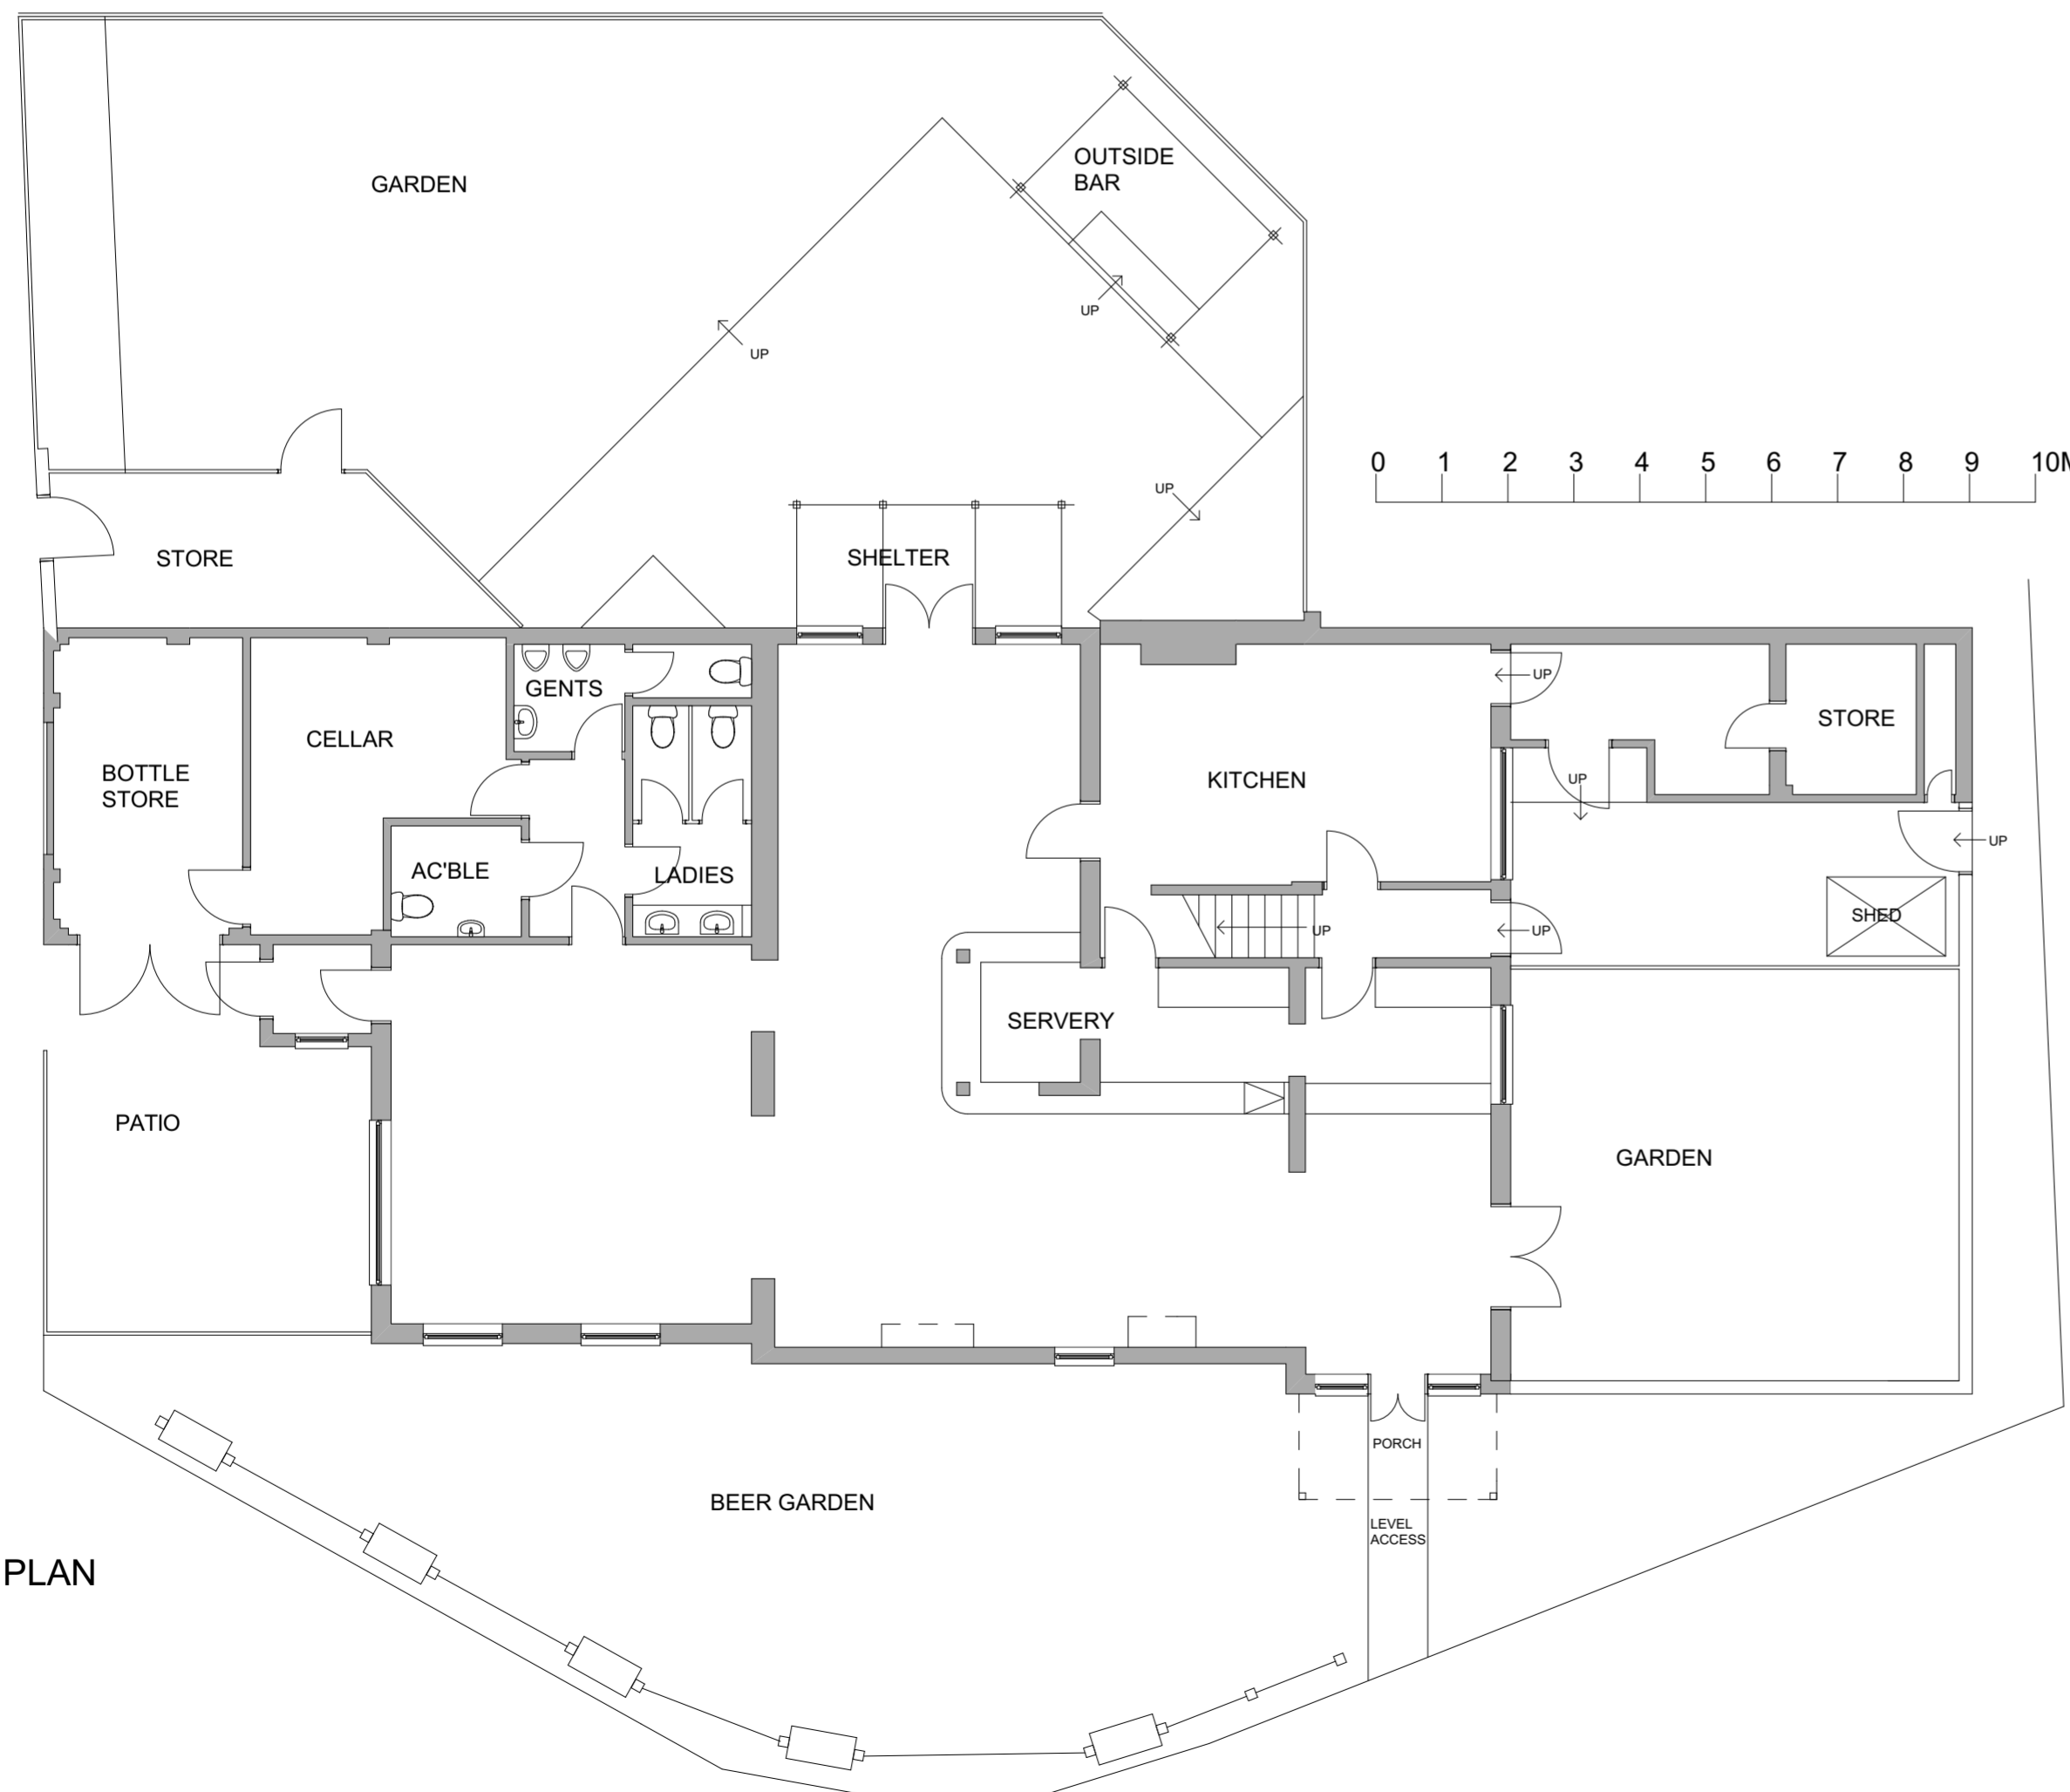 OUTSIDE
BAR
GARDEN
UP
UP
0 1 2 3 4 5 6 7 8 9 10M
UP
STORE
SHELTER
GENTS
UP
STORE
CELLAR
BOTTLE
STORE
KITCHEN
UP
UP
AC'BLE
LADIES
SHED
UP
UP
SERVERY
PATIO
GARDEN
PORCH
BEER GARDEN
LEVEL
ACCESS
PLAN